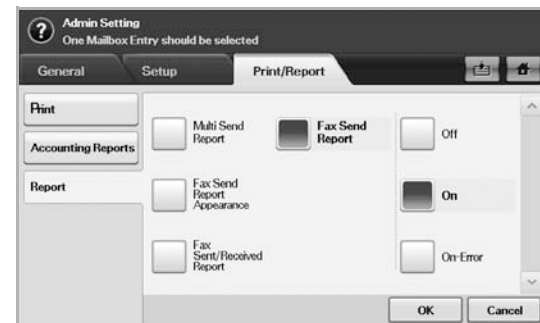 Admin Setting
One Mailbox Entry should be selected
General Setup Print/Report
Print
Accounting Reports
Report
Multi Send
Report
Fax Send
Report
Off
Fax Send
Report
Appearance
On
Fax
Sent/Received
Report
On-Error
OK Cancel